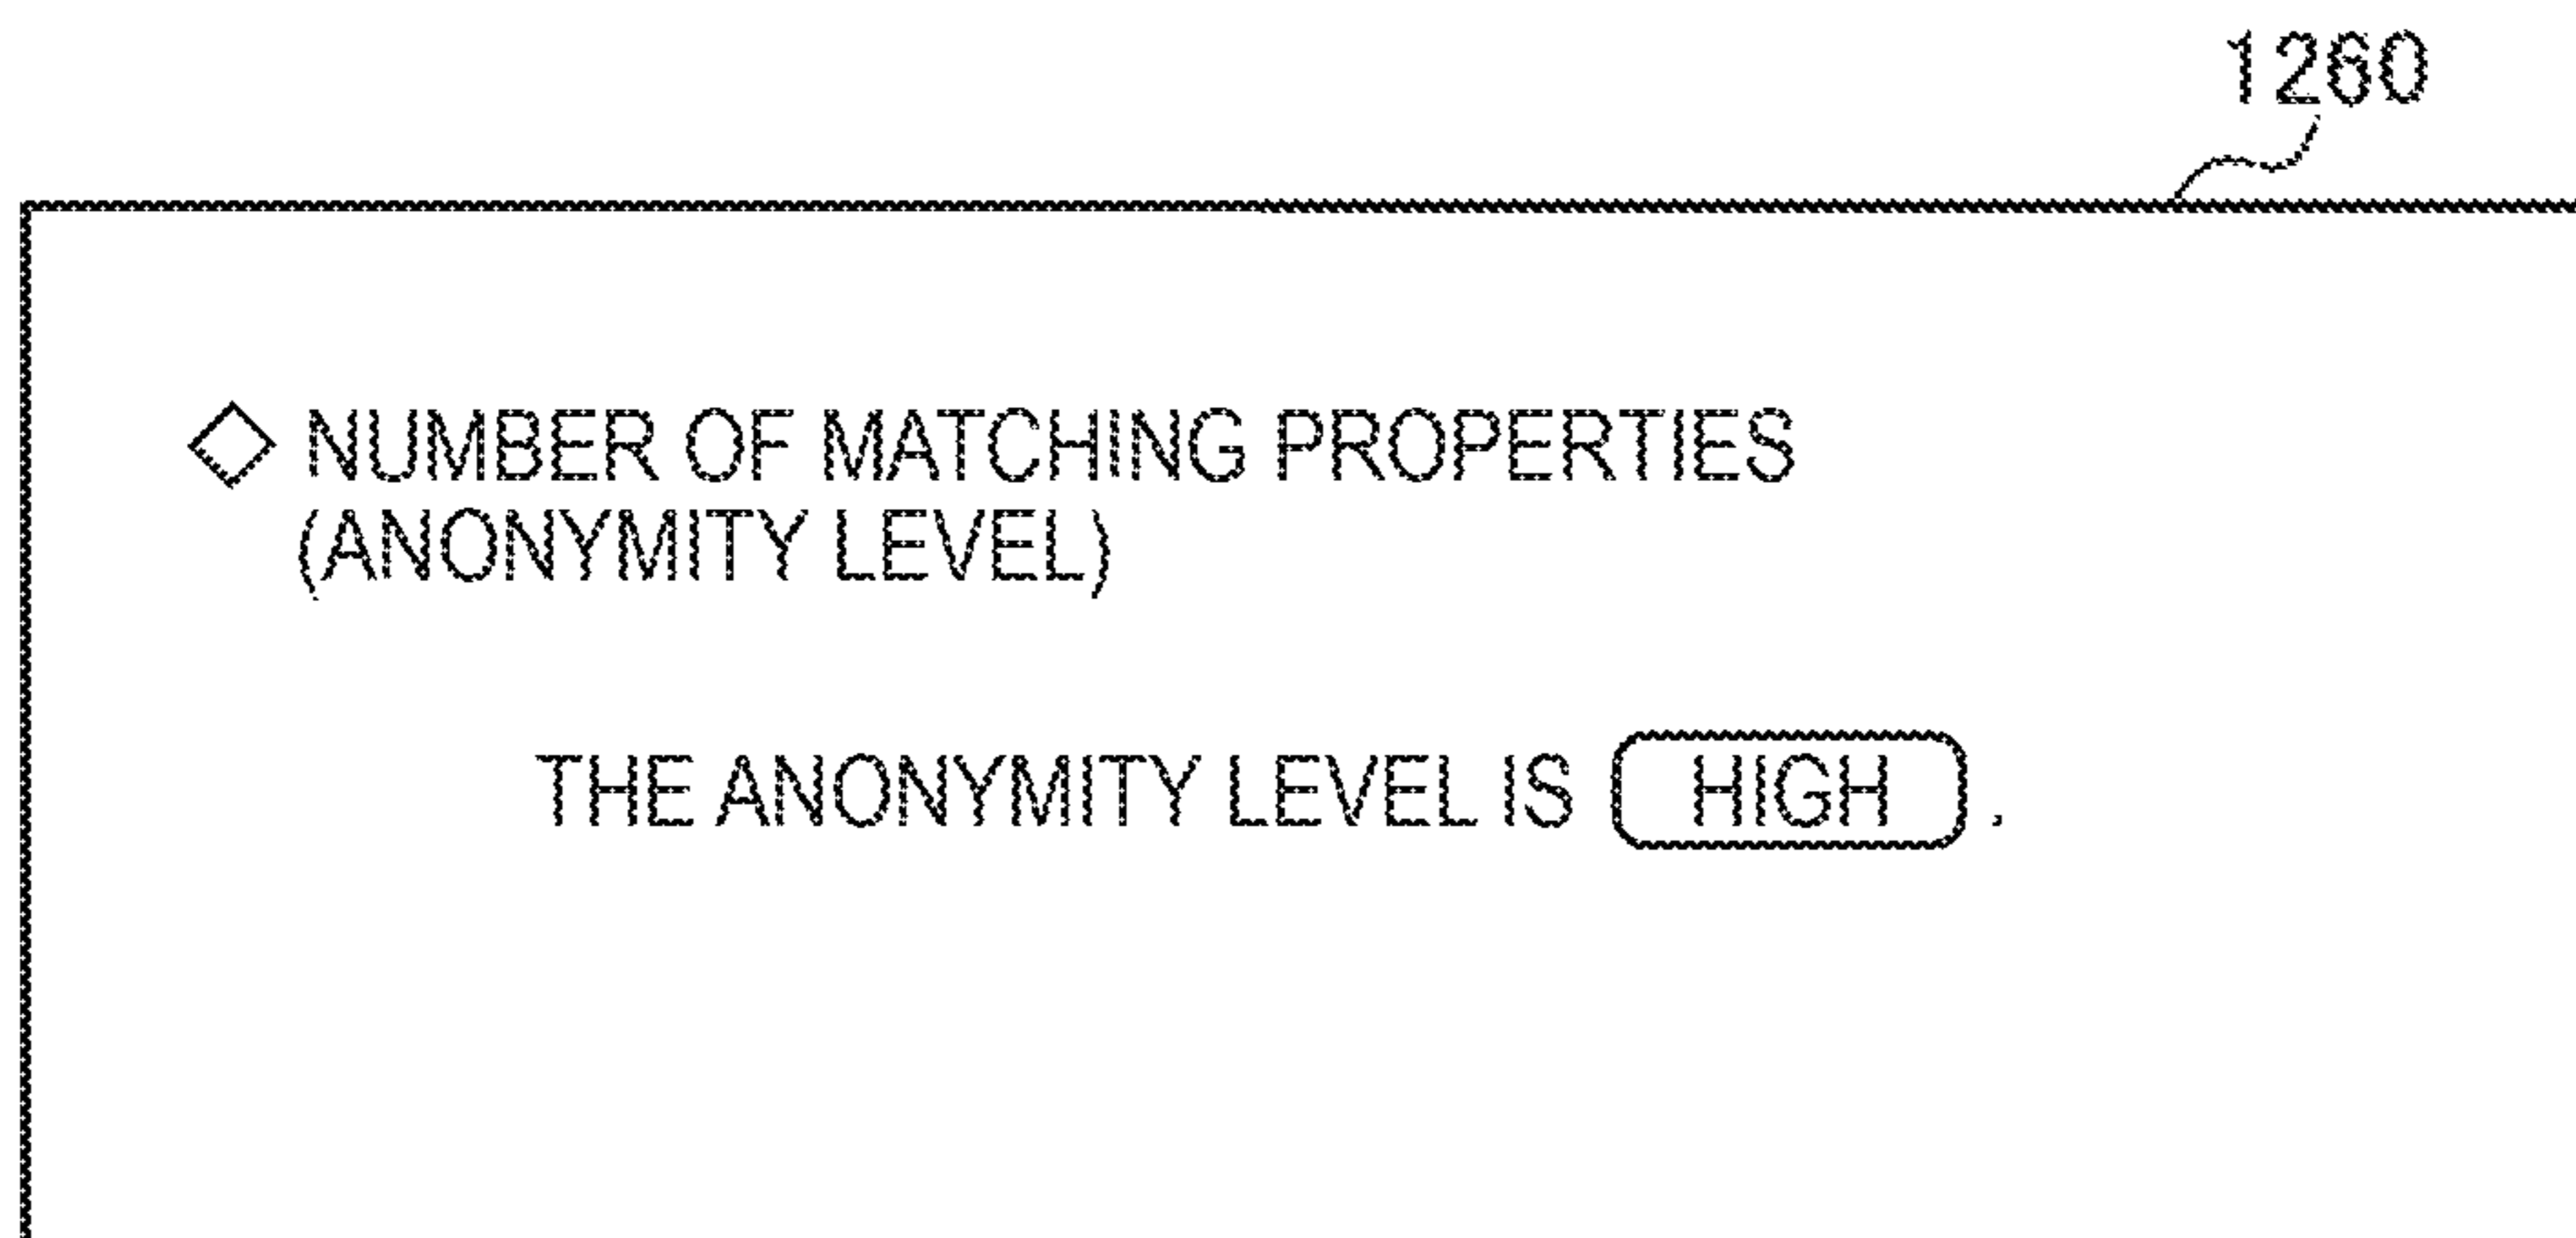 1260
◇ NUMBER OF MATCHING PROPERTIES
(ANONYMITY LEVEL)
THE ANONYMITY LEVEL IS HIGH .